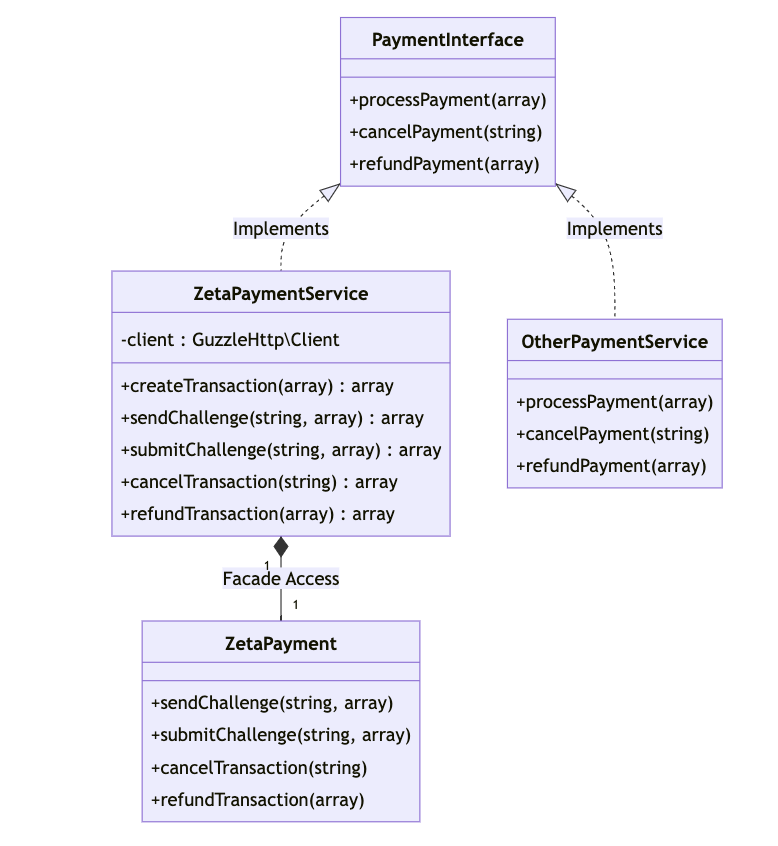 PaymentInterface
+processPayment(array)
+cancelPayment(string)
+refundPayment(array)
Implements
Implements
ZetaPaymentService
-client : GuzzleHttp\Client
+createTransaction(array) : array
+sendChallenge(string, array) : array
+submitChallenge(string, array) : array
+cancelTransaction(string) : array
+refundTransaction(array) : array
OtherPaymentService
+processPayment(array)
+cancelPayment(string)
+refundPayment(array)
1
Facade Access
1
ZetaPayment
+sendChallenge(string, array)
+submitChallenge(string, array)
+cancelTransaction(string)
+refundTransaction(array)